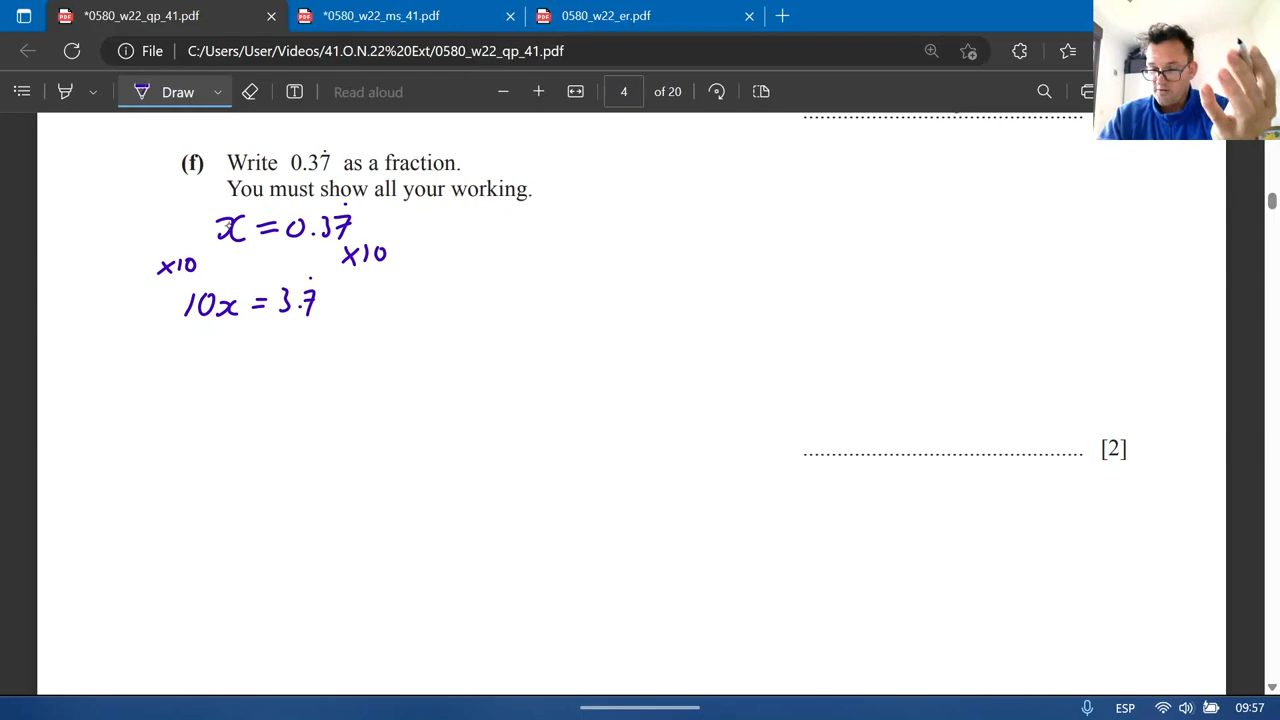 *0580_w22_qp_41.pdf
*0580_w22_ms_41.pdf
0580_w22_er.pdf
File
C:/Users/User/Videos/41.O.N.22%20Ext/0580_w22_qp_41.pdf
Draw
Read aloud
4
of 20
(f) Write 0.37̇ as a fraction.
You must show all your working.
x = 0.37̇
×10 ×10
10x = 3.7̇
................................................ [2]
ESP
09:57